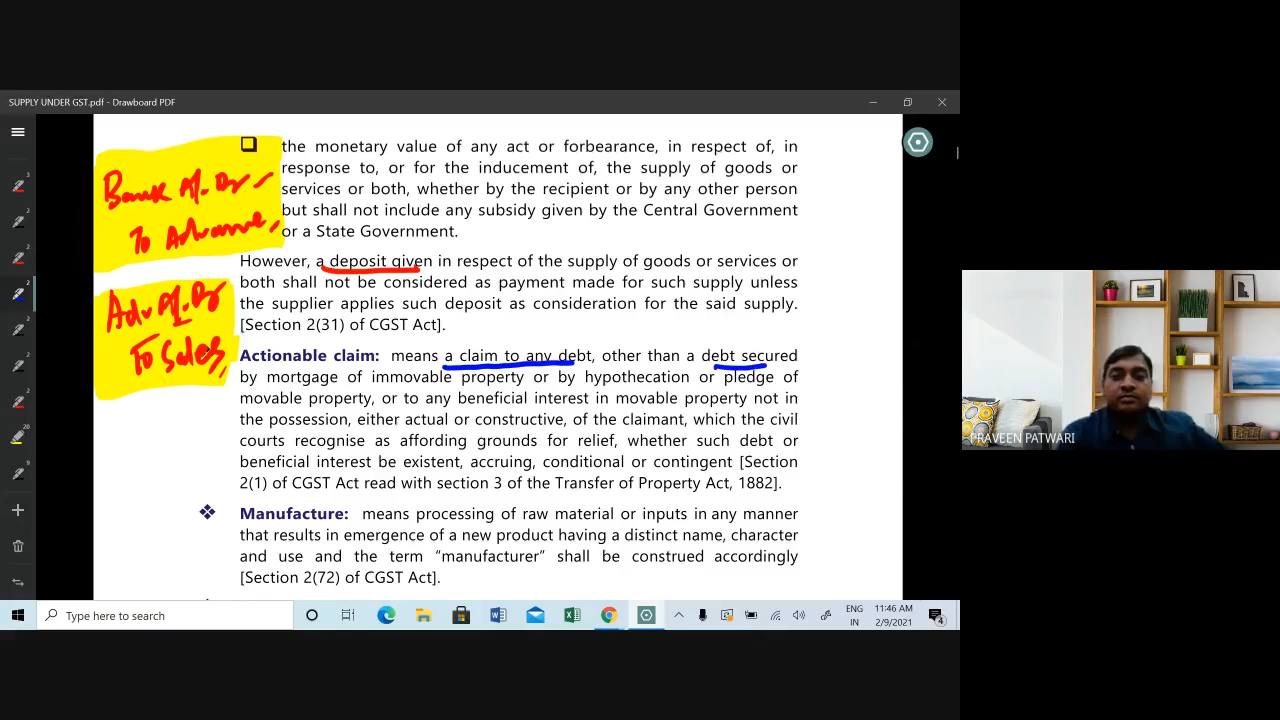 SUPPLY UNDER GST.pdf - Drawboard PDF
the monetary value of any act or forbearance, in respect of, in
response to, or for the inducement of, the supply of goods or
services or both, whether by the recipient or by any other person
but shall not include any subsidy given by the Central Government
or a State Government.
Bank A/. Dr -
To Advance,
However, a deposit given in respect of the supply of goods or services or
both shall not be considered as payment made for such supply unless
the supplier applies such deposit as consideration for the said supply.
[Section 2(31) of CGST Act].
Adv. A/. Dr
To Sales,
Actionable claim: means a claim to any debt, other than a debt secured
by mortgage of immovable property or by hypothecation or pledge of
movable property, or to any beneficial interest in movable property not in
the possession, either actual or constructive, of the claimant, which the civil
courts recognise as affording grounds for relief, whether such debt or
beneficial interest be existent, accruing, conditional or contingent [Section
2(1) of CGST Act read with section 3 of the Transfer of Property Act, 1882].
❖ Manufacture: means processing of raw material or inputs in any manner
that results in emergence of a new product having a distinct name, character
and use and the term “manufacturer” shall be construed accordingly
[Section 2(72) of CGST Act].
PRAVEEN PATWARI
Type here to search
ENG
IN
11:46 AM
2/9/2021
4